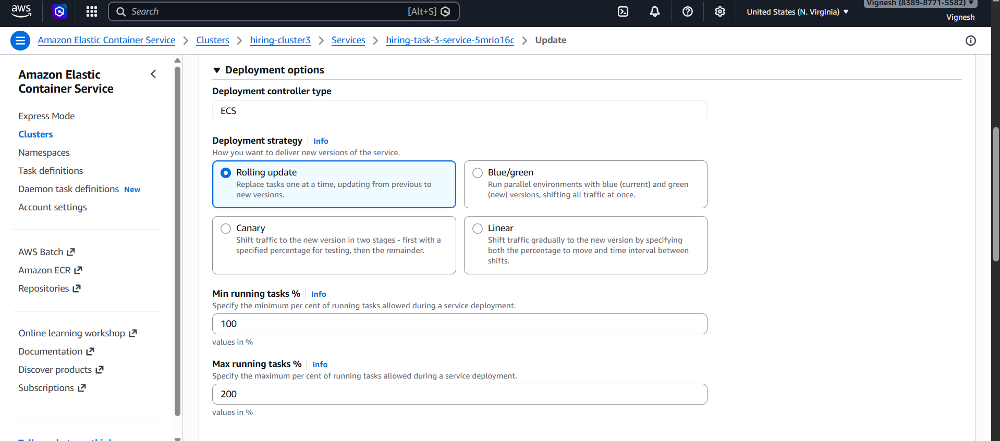 aws
Search
[Alt+S]
United States (N. Virginia)
Vignesh (8389-8771-5582)
Vignesh
Amazon Elastic Container Service
Clusters
hiring-cluster3
Services
hiring-task-3-service-5mrio16c
Update
Amazon Elastic
Container Service
Express Mode
Clusters
Namespaces
Task definitions
Daemon task definitions New
Account settings
AWS Batch
Amazon ECR
Repositories
Online learning workshop
Documentation
Discover products
Subscriptions
Deployment options
Deployment controller type
ECS
Deployment strategy Info
How you want to deliver new versions of the service.
Rolling update
Replace tasks one at a time, updating from previous to
new versions.
Blue/green
Run parallel environments with blue (current) and green
(new) versions, shifting all traffic at once.
Canary
Shift traffic to the new version in two stages - first with a
specified percentage for testing, then the remainder.
Linear
Shift traffic gradually to the new version by specifying
both the percentage to move and time interval between
shifts.
Min running tasks % Info
Specify the minimum per cent of running tasks allowed during a service deployment.
100
values in %
Max running tasks % Info
Specify the maximum per cent of running tasks allowed during a service deployment.
200
values in %